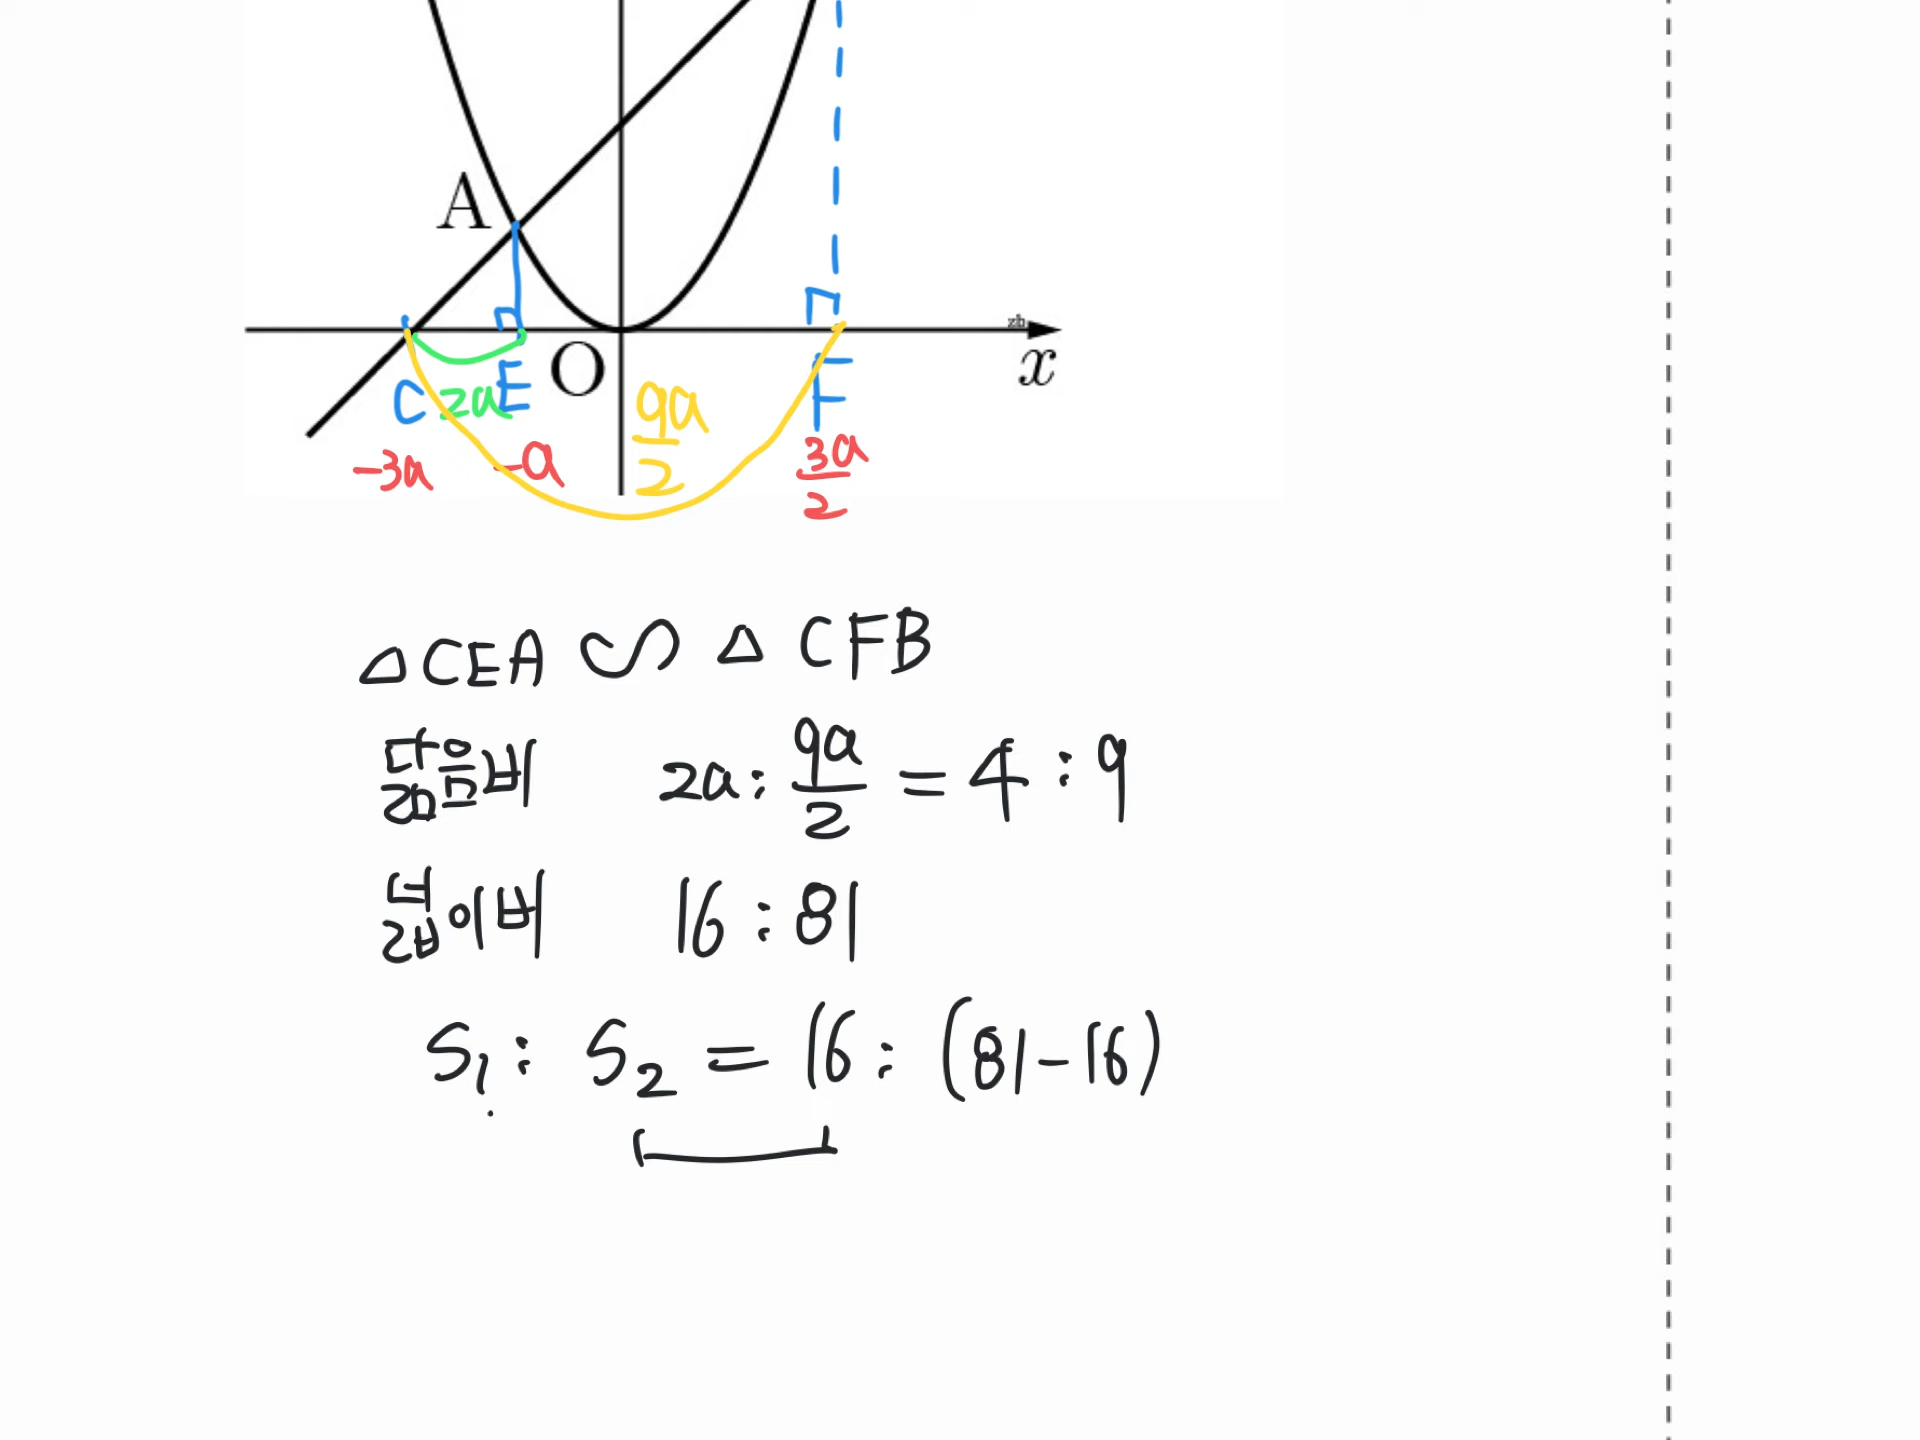 A
zb
O
x
C 2a E 9a/2 F
-3a -a 3a/2
△CEA ∽ △CFB
닮음비 2a : 9a/2 = 4 : 9
넓이비 16 : 81
S₁ : S₂ = 16 : (81-16)